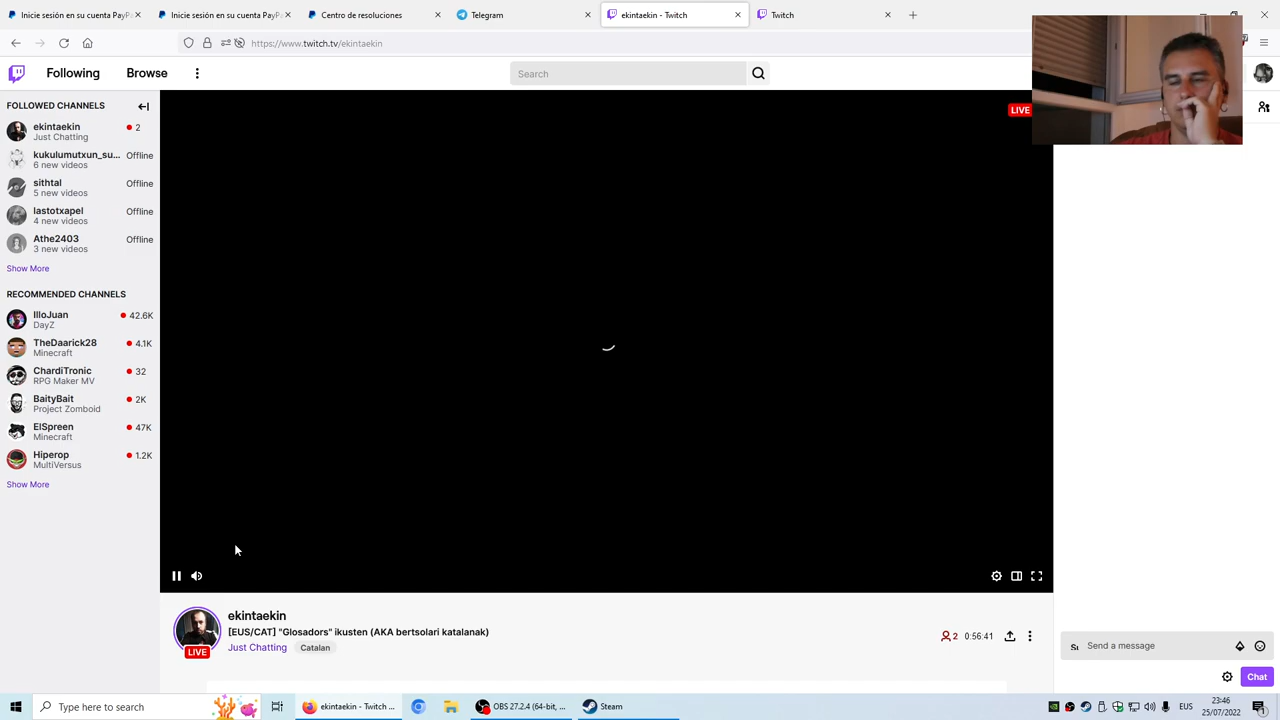 Inicie sesión en su cuenta PayP
Inicie sesión en su cuenta de Pa
Centro de resoluciones
Telegram
ekintaekin - Twitch
Twitch
https://www.twitch.tv/ekintaekin
Following
Browse
Search
FOLLOWED CHANNELS
ekintaekin
2
Just Chatting
kukulumutxun_su...
Offline
6 new videos
sithtal
Offline
5 new videos
lastotxapel
Offline
4 new videos
Athe2403
Offline
3 new videos
Show More
RECOMMENDED CHANNELS
IlloJuan
42.6K
DayZ
TheDaarick28
4.1K
Minecraft
ChardiTronic
32
RPG Maker MV
BaityBait
2K
Project Zomboid
ElSpreen
47K
Minecraft
Hiperop
1.2K
MultiVersus
Show More
LIVE
ekintaekin
[EUS/CAT] "Glosadors" ikusten (AKA bertsolari katalanak)
Just Chatting
Catalan
LIVE
2
0:56:41
Send a message
Chat
Type here to search
ekintaekin - Twitch ...
OBS 27.2.4 (64-bit, ...
Steam
EUS
23:46
25/07/2022